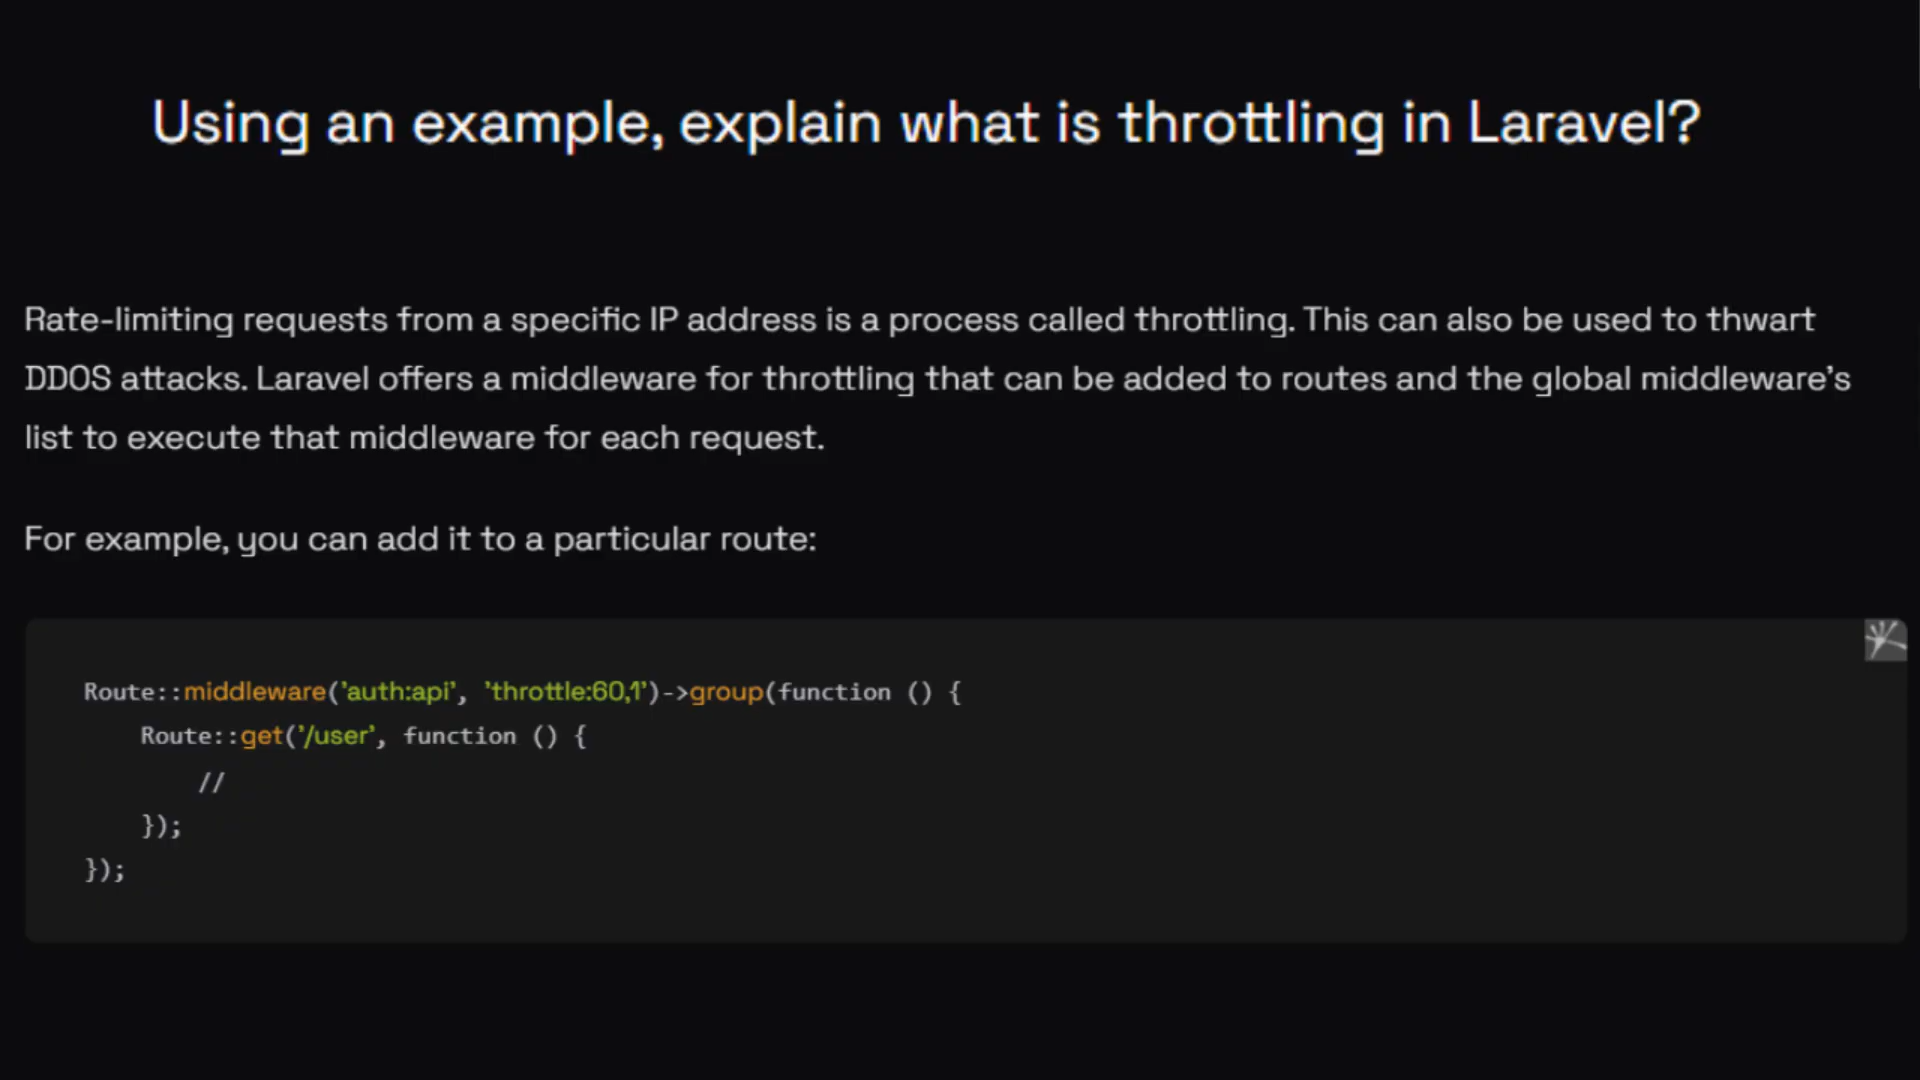 Using an example, explain what is throttling in Laravel?
Rate-limiting requests from a specific IP address is a process called throttling. This can also be used to thwart
DDOS attacks. Laravel offers a middleware for throttling that can be added to routes and the global middleware's
list to execute that middleware for each request.
For example, you can add it to a particular route:
Route::middleware('auth:api', 'throttle:60,1')->group(function () {
    Route::get('/user', function () {
        //
    });
});